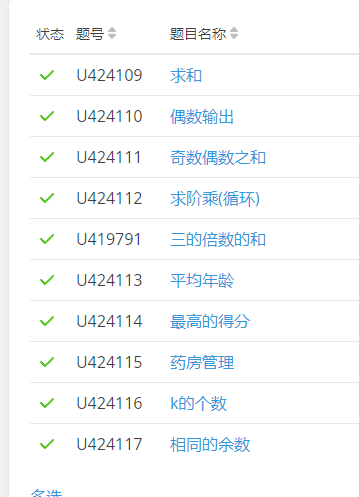 状态 题号 题目名称
U424109 求和
U424110 偶数输出
U424111 奇数偶数之和
U424112 求阶乘(循环)
U419791 三的倍数的和
U424113 平均年龄
U424114 最高的得分
U424115 药房管理
U424116 k的个数
U424117 相同的余数
多选